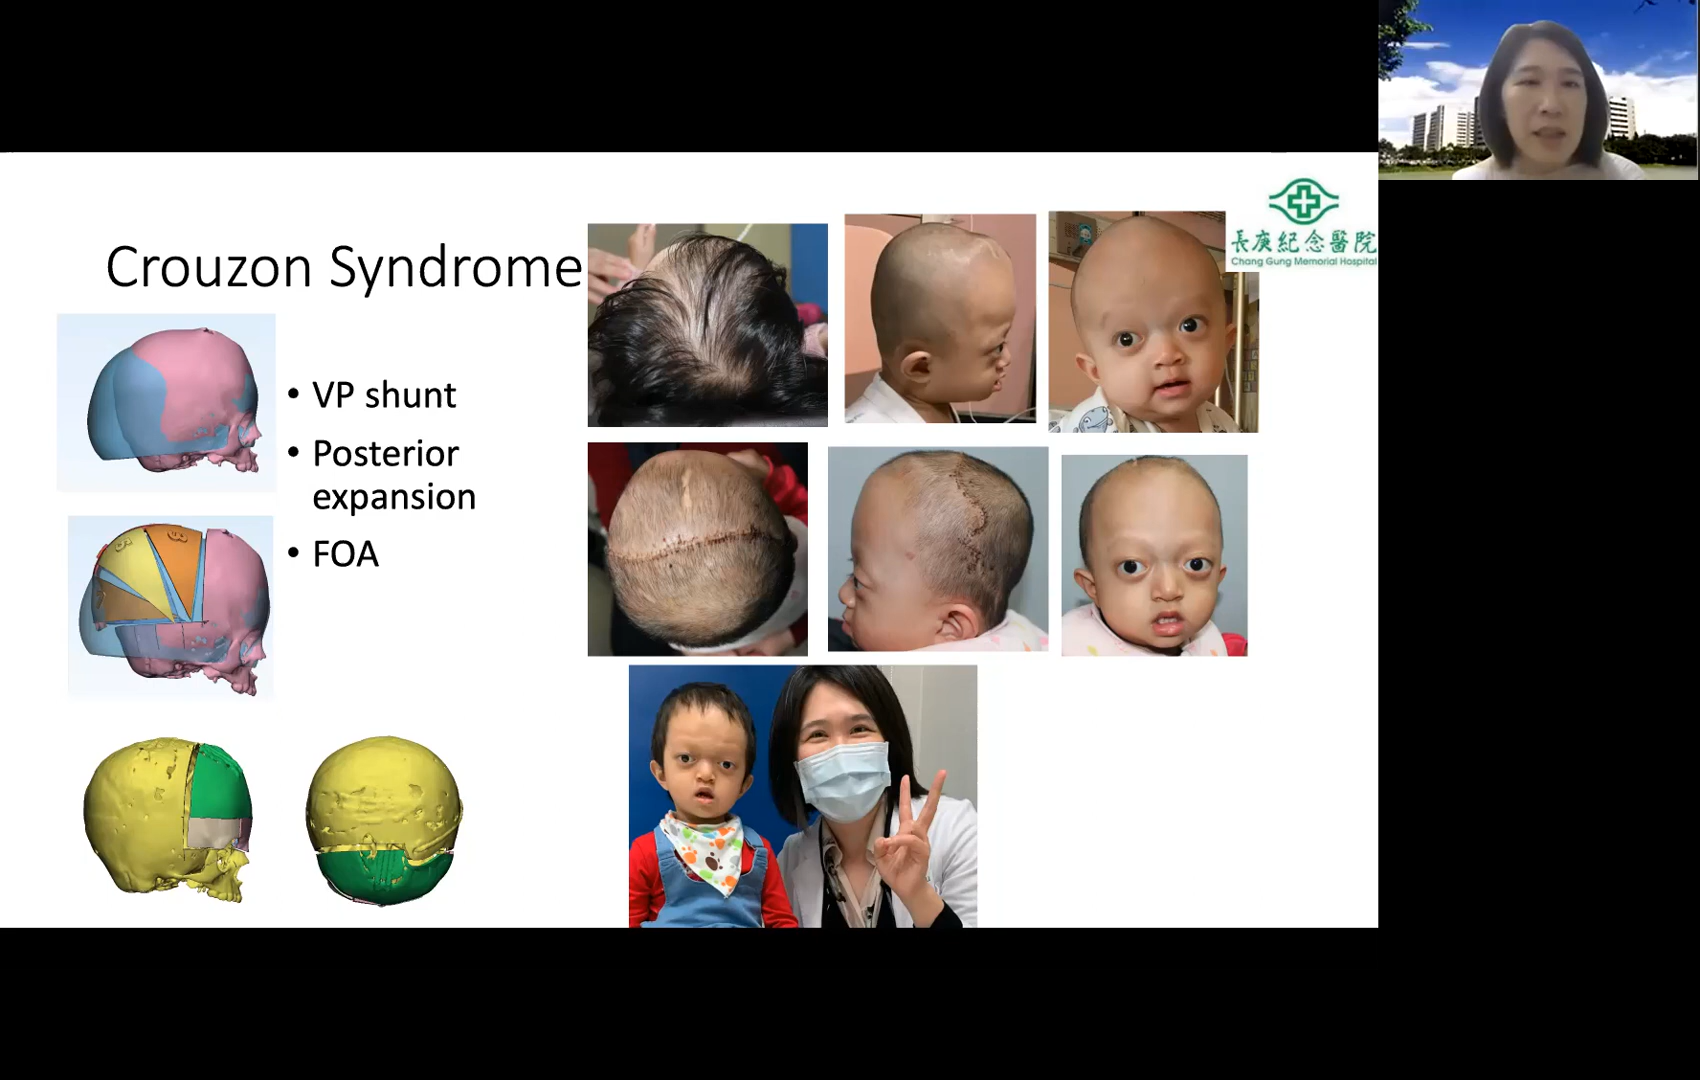 Crouzon Syndrome
長庚紀念醫院
Chang Gung Memorial Hospital
• VP shunt
• Posterior
expansion
• FOA